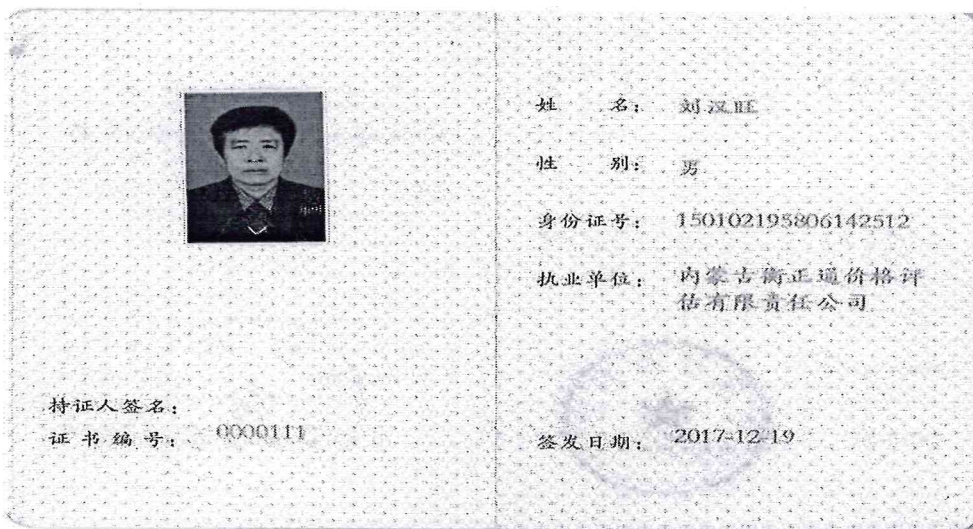 持证人签名：
证书编号： 0000111
姓 名： 刘汉旺
性 别： 男
身份证号： 150102195806142512
执业单位： 内蒙古衡正通价格评
估有限责任公司
签发日期： 2017-12-19